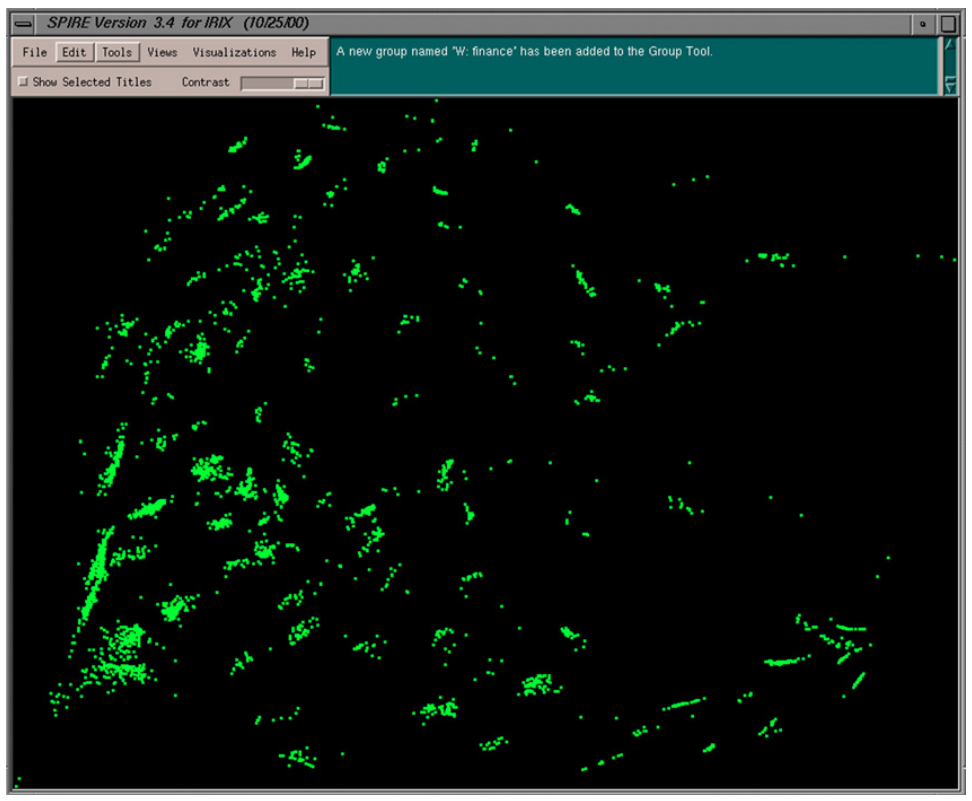 SPIRE Version 3.4 for IRIX (10/25/00)
File Edit Tools Views Visualizations Help
A new group named 'W: finance' has been added to the Group Tool.
Show Selected Titles Contrast